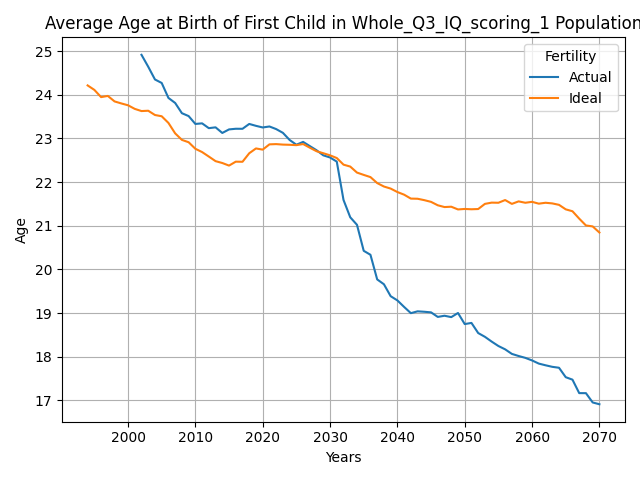 Average Age at Birth of First Child in Whole_Q3_IQ_scoring_1 Population
Fertility
Actual
Ideal
Age
25
24
23
22
21
20
19
18
17
2000 2010 2020 2030 2040 2050 2060 2070
Years